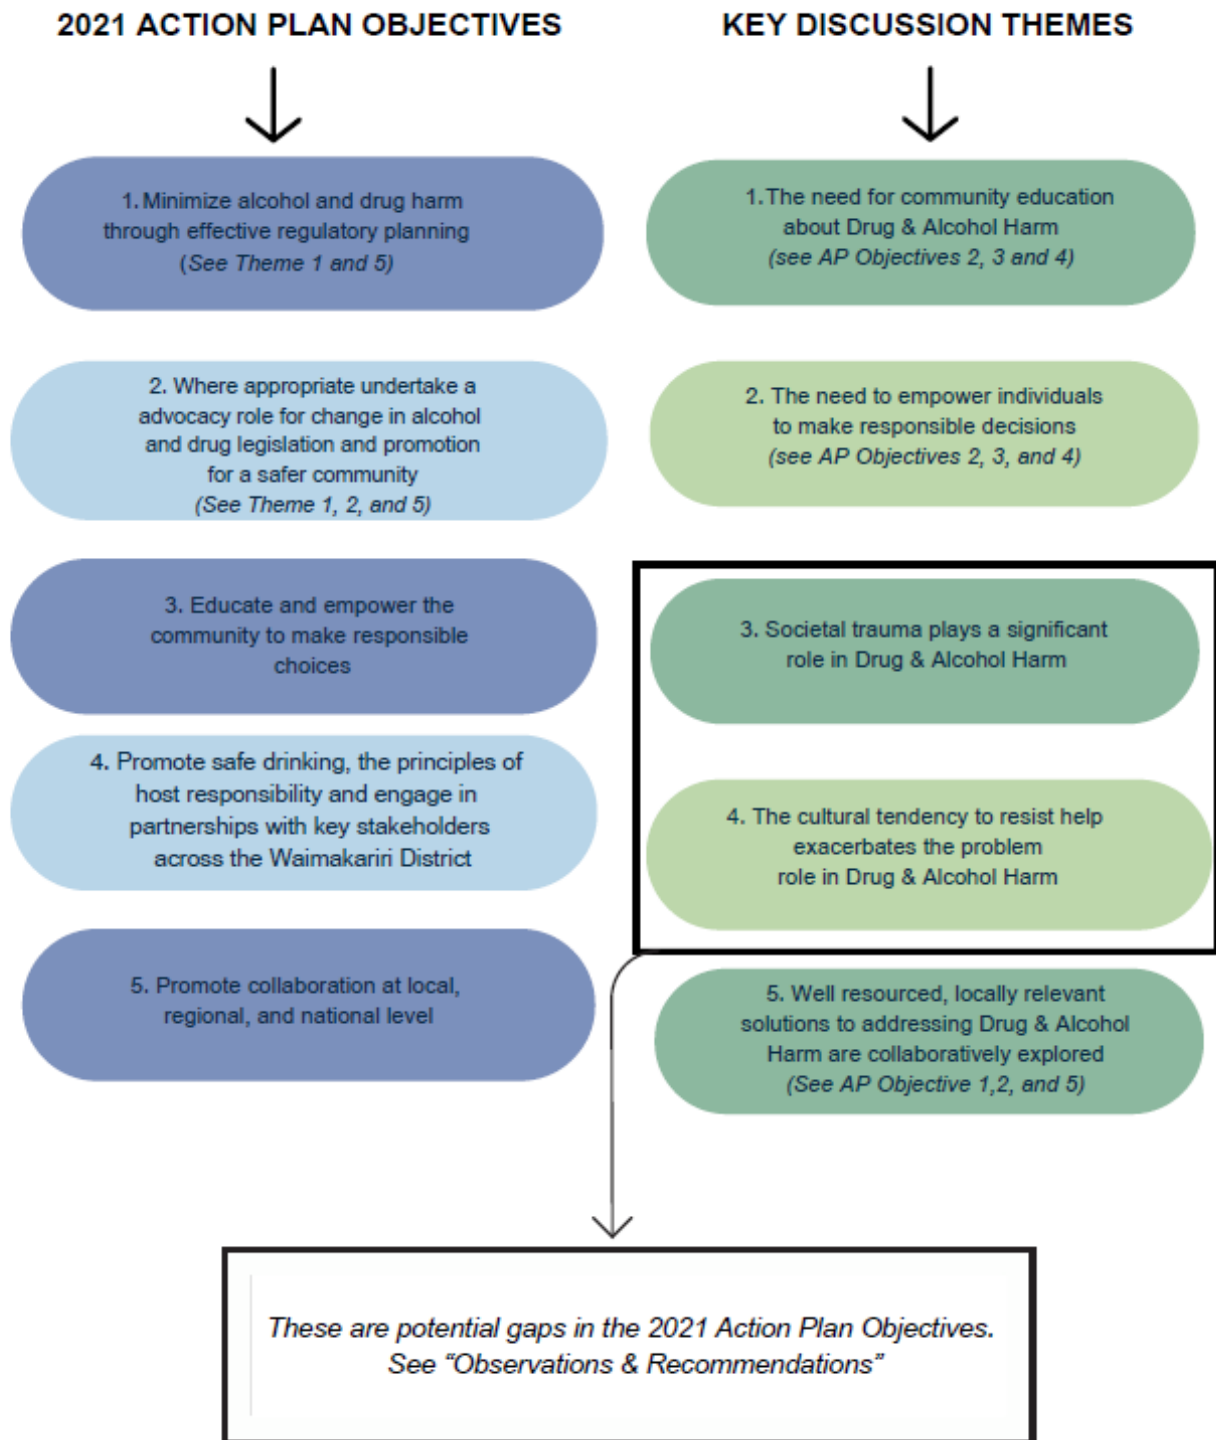 2021 ACTION PLAN OBJECTIVES
1. Minimize alcohol and drug harm
through effective regulatory planning
(See Theme 1 and 5)
2. Where appropriate undertake a
advocacy role for change in alcohol
and drug legislation and promotion
for a safer community
(See Theme 1, 2, and 5)
3. Educate and empower the
community to make responsible
choices
4. Promote safe drinking, the principles of
host responsibility and engage in
partnerships with key stakeholders
across the Waimakariri District
5. Promote collaboration at local,
regional, and national level
KEY DISCUSSION THEMES
1.The need for community education
about Drug & Alcohol Harm
(see AP Objectives 2, 3 and 4)
2. The need to empower individuals
to make responsible decisions
(see AP Objectives 2, 3, and 4)
3. Societal trauma plays a significant
role in Drug & Alcohol Harm
4. The cultural tendency to resist help
exacerbates the problem
role in Drug & Alcohol Harm
5. Well resourced, locally relevant
solutions to addressing Drug & Alcohol
Harm are collaboratively explored
(See AP Objective 1,2, and 5)
These are potential gaps in the 2021 Action Plan Objectives.
See “Observations & Recommendations”